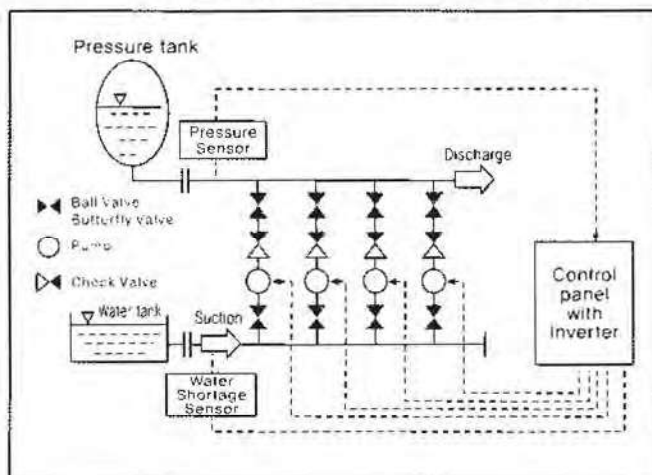 Pressure tank
Pressure
Sensor
Discharge
Ball Valve
Butterfly Valve
Pump
Check Valve
Water tank
Suction
Control
panel
with
Inverter
Water
Shortage
Sensor